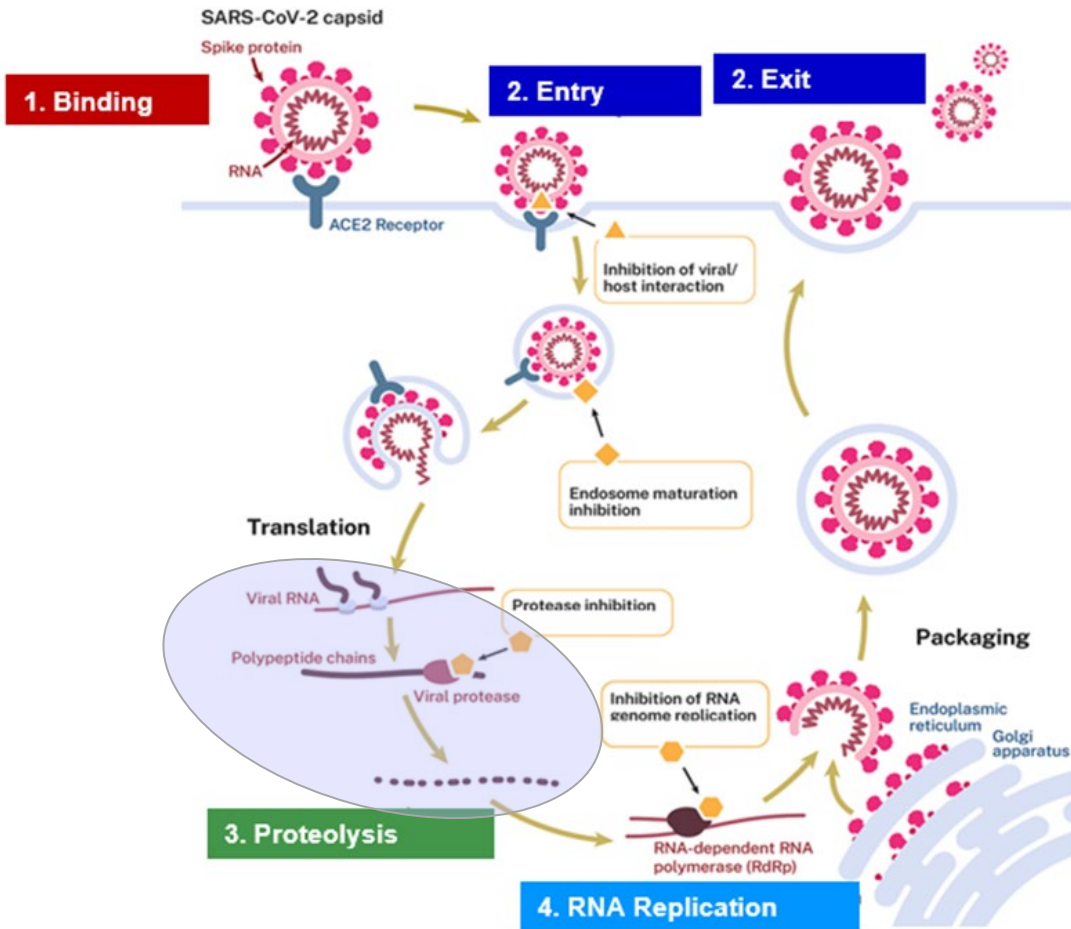 SARS-CoV-2 capsid
Spike protein
1. Binding
2. Entry
2. Exit
RNA
ACE2 Receptor
Inhibition of viral/
host interaction
Endosome maturation
inhibition
Translation
Viral RNA
Protease inhibition
Polypeptide chains
Viral protease
Inhibition of RNA
genome replication
Packaging
Endoplasmic
reticulum
Golgi
apparatus
3. Proteolysis
RNA-dependent RNA
polymerase (RdRp)
4. RNA Replication